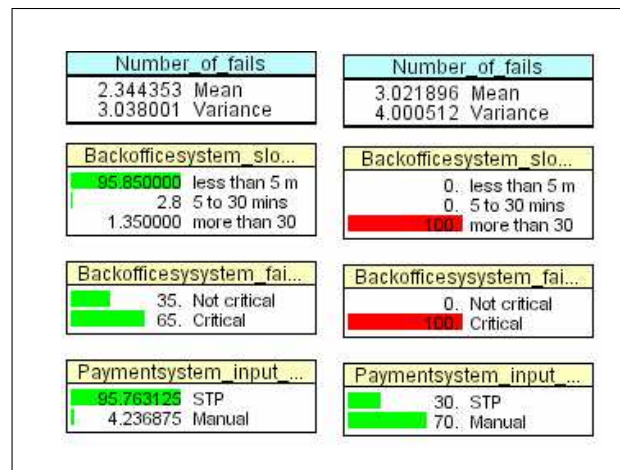 Number_of_fails
2.344353 Mean
3.038001 Variance
Backofficesystem_slo...
95.850000 less than 5 m
2.8 5 to 30 mins
1.350000 more than 30
Backofficesysystem_fai...
35. Not critical
65. Critical
Paymentsystem_input_...
95.763125 STP
4.236875 Manual
Number_of_fails
3.021896 Mean
4.000512 Variance
Backofficesystem_slo...
0. less than 5 m
0. 5 to 30 mins
100. more than 30
Backofficesysystem_fai...
0. Not critical
100. Critical
Paymentsystem_input_...
30. STP
70. Manual